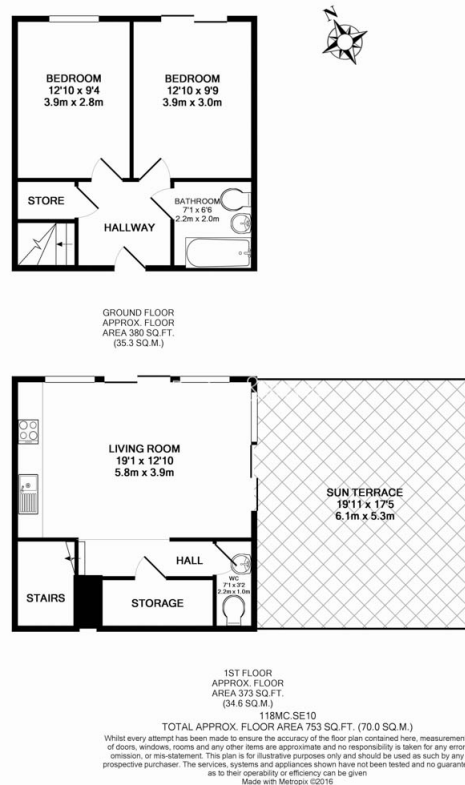 N
BEDROOM
12'10 x 9'4
3.9m x 2.8m
BEDROOM
12'10 x 9'9
3.9m x 3.0m
STORE
HALLWAY
BATHROOM
7'1 x 6'6
2.2m x 2.0m
GROUND FLOOR
APPROX. FLOOR
AREA 380 SQ.FT.
(35.3 SQ.M.)
LIVING ROOM
19'1 x 12'10
5.8m x 3.9m
SUN TERRACE
19'11 x 17'5
6.1m x 5.3m
HALL
WC
7'1 x 3'2
2.2m x 1.0m
STAIRS
STORAGE
1ST FLOOR
APPROX. FLOOR
AREA 373 SQ.FT.
(34.6 SQ.M.)
118MC.SE10
TOTAL APPROX. FLOOR AREA 753 SQ.FT. (70.0 SQ.M.)
Whilst every attempt has been made to ensure the accuracy of the floor plan contained here, measurement
of doors, windows, rooms and any other items are approximate and no responsibility is taken for any error
omission, or mis-statement. This plan is for illustrative purposes only and should be used as such by any
prospective purchaser. The services, systems and appliances shown have not been tested and no guarante
as to their operability or efficiency can be given
Made with Metropix ©2016